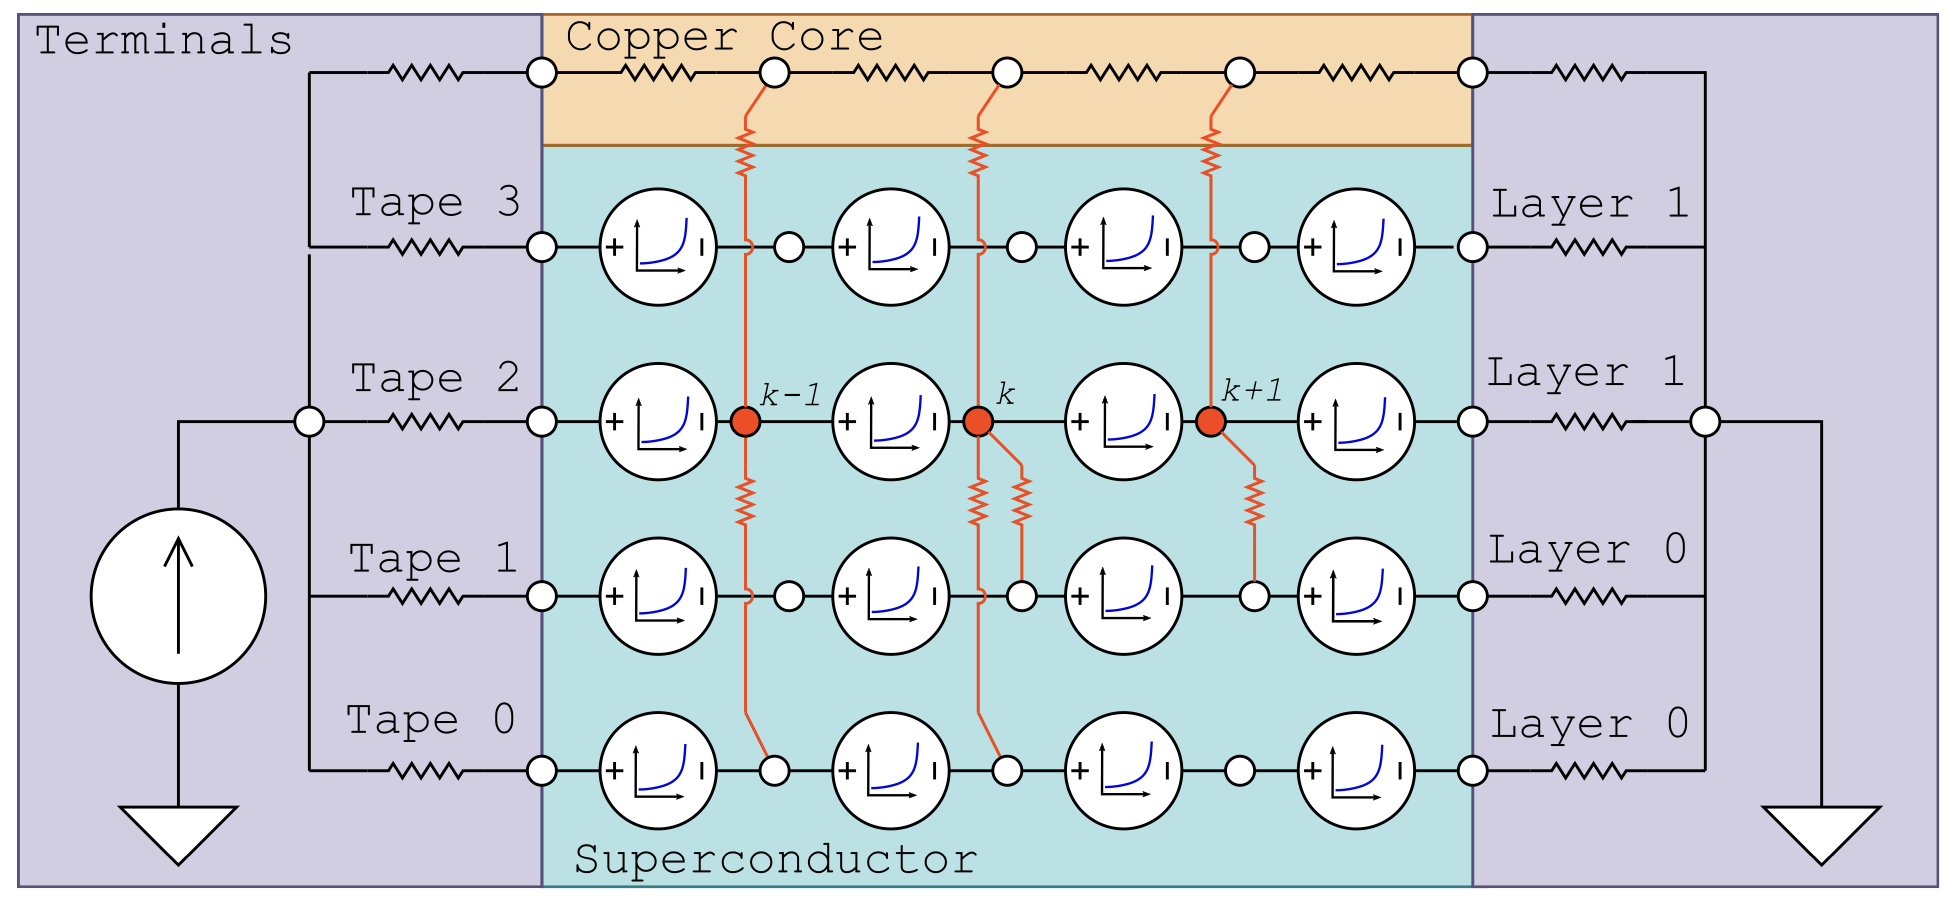 Terminals
Copper Core
Tape 3
Layer 1
Tape 2
k-1
k
k+1
Layer 1
Tape 1
Layer 0
Tape 0
Layer 0
Superconductor